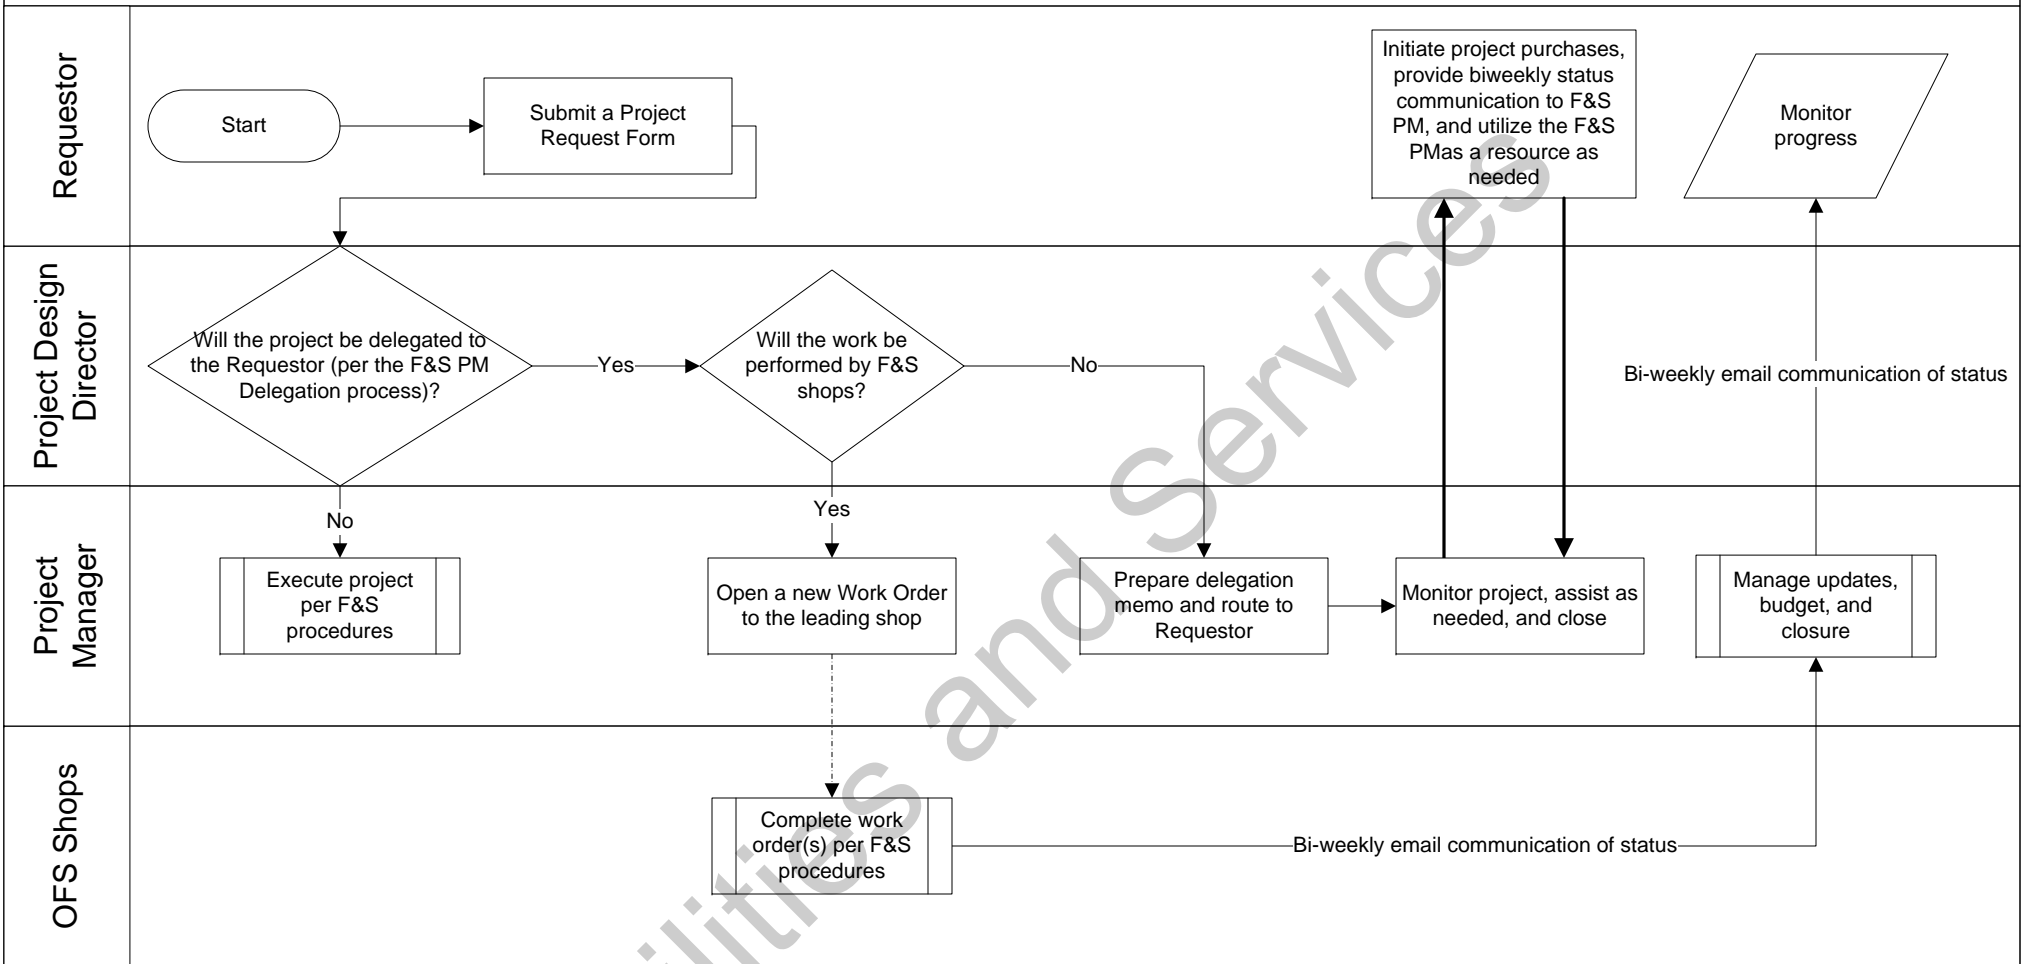 Requestor
Start
Submit a Project
Request Form
Initiate project purchases,
provide biweekly status
communication to F&S
PM, and utilize the F&S
PMas a resource as
needed
Monitor
progress
Project Design
Director
Will the project be delegated to
the Requestor (per the F&S PM
Delegation process)?
Yes
Will the work be
performed by F&S
shops?
No
Bi-weekly email communication of status
Project
Manager
No
Execute project
per F&S
procedures
Yes
Open a new Work Order
to the leading shop
Prepare delegation
memo and route to
Requestor
Monitor project, assist as
needed, and close
Manage updates,
budget, and
closure
OFS Shops
Complete work
order(s) per F&S
procedures
Bi-weekly email communication of status
ilities and Services